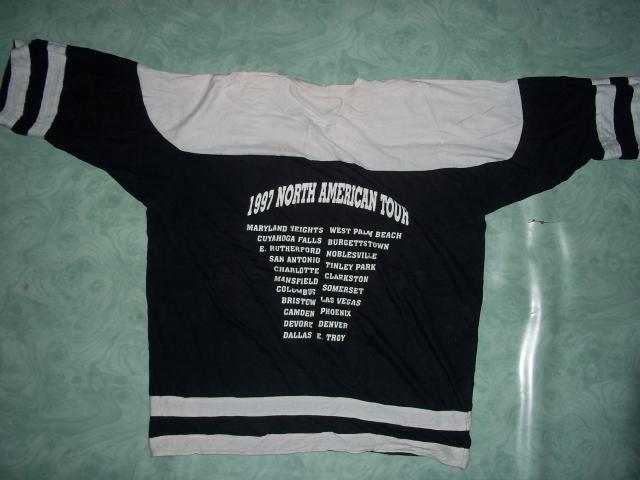 1997 NORTH AMERICAN TOUR
MARYLAND HEIGHTS WEST PALM BEACH
CUYAHOGA FALLS BURGETTSTOWN
E. RUTHERFORD NOBLESVILLE
SAN ANTONIO TINLEY PARK
CHARLOTTE CLARKSTON
MANSFIELD SOMERSET
COLUMBUS LAS VEGAS
BRISTOW PHOENIX
CAMDEN DENVER
DEVORE E. TROY
DALLAS